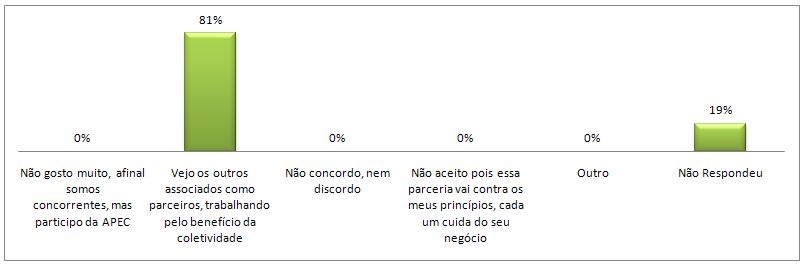 81%
19%
0%
0%
0%
0%
Não gosto muito, afinal
somos
concorrentes, mas
participo da APEC
Vejo os outros
associados como
parceiros, trabalhando
pelo benefício da
coletividade
Não concordo, nem
discordo
Não aceito pois essa
parceria vai contra os
meus princípios, cada
um cuida do seu
negócio
Outro
Não Respondeu